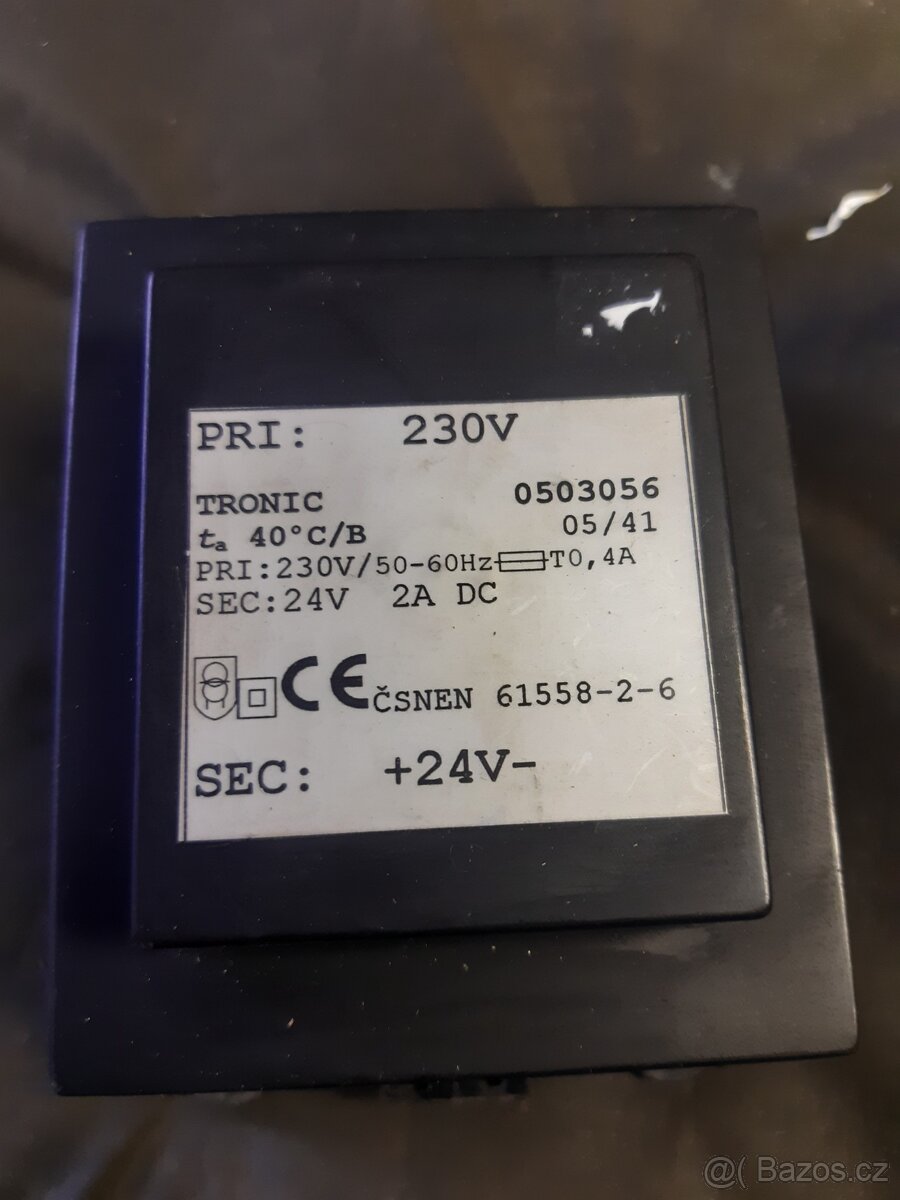 PRI: 230V
TRONIC 0503056
ta 40°C/B 05/41
PRI:230V/50-60Hz T0,4A
SEC:24V 2A DC
CE ČSNEN 61558-2-6
SEC: +24V-
@( Bazos.cz